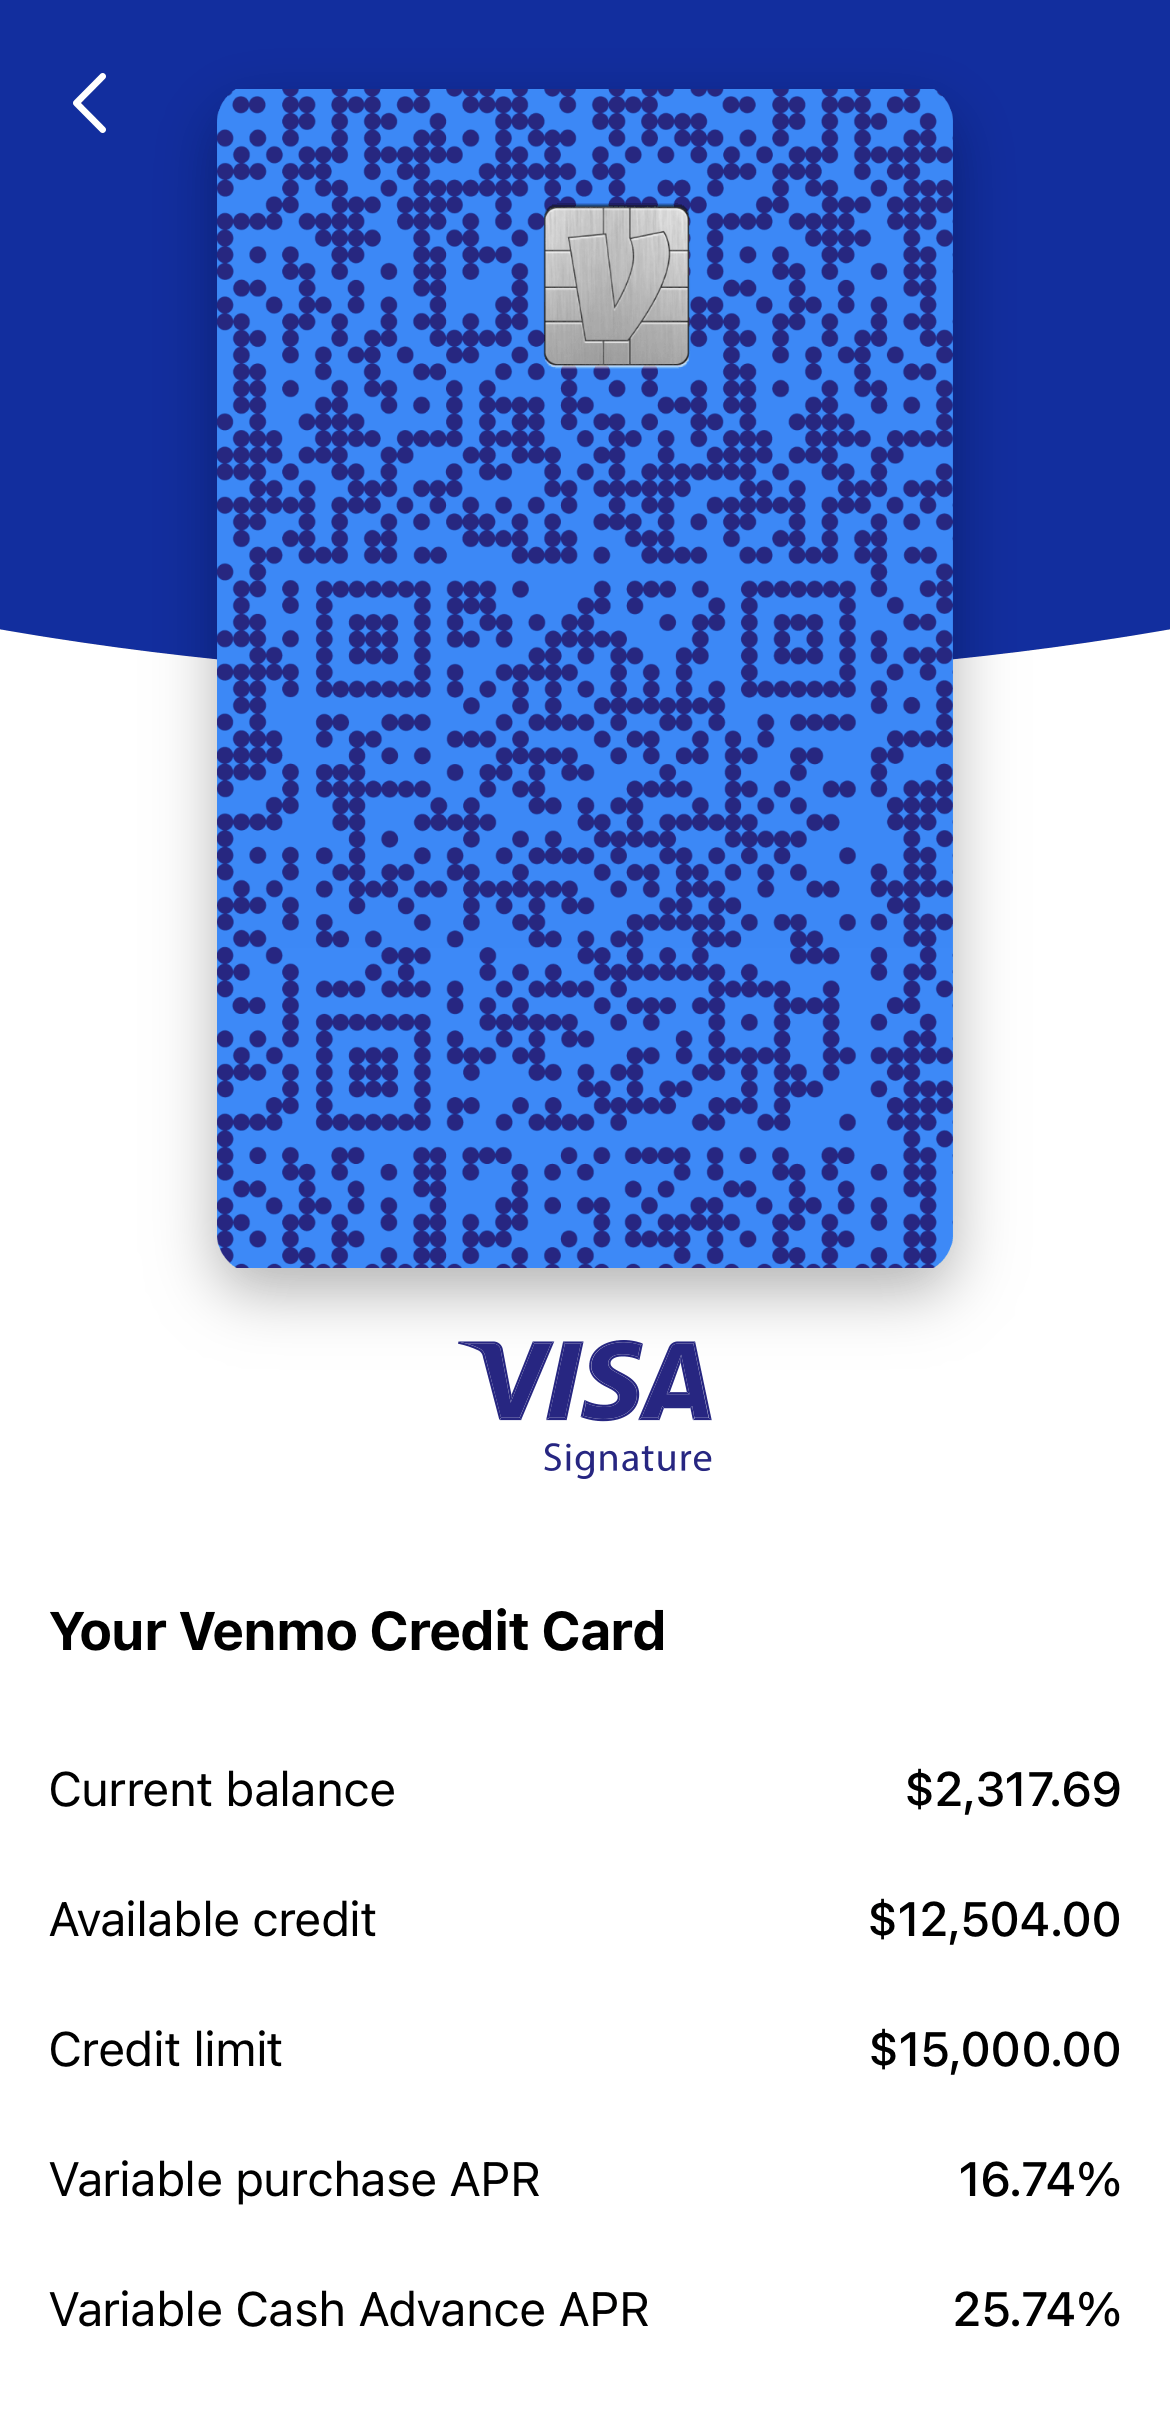 VISA
Signature
Your Venmo Credit Card
Current balance $2,317.69
Available credit $12,504.00
Credit limit $15,000.00
Variable purchase APR 16.74%
Variable Cash Advance APR 25.74%